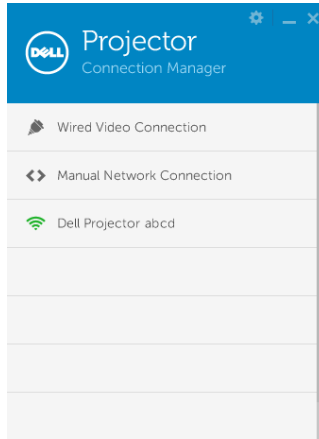 DELL
Projector
Connection Manager
Wired Video Connection
Manual Network Connection
Dell Projector abcd